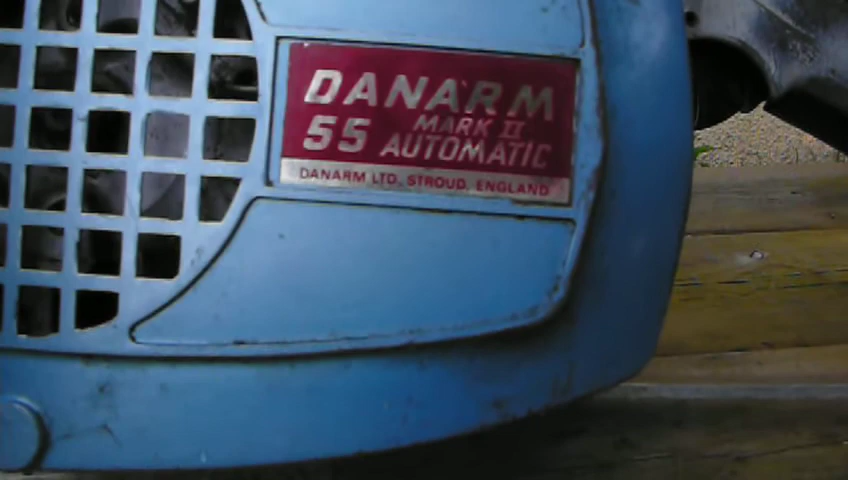 DANARM
MARK II
55 AUTOMATIC
DANARM LTD. STROUD, ENGLAND